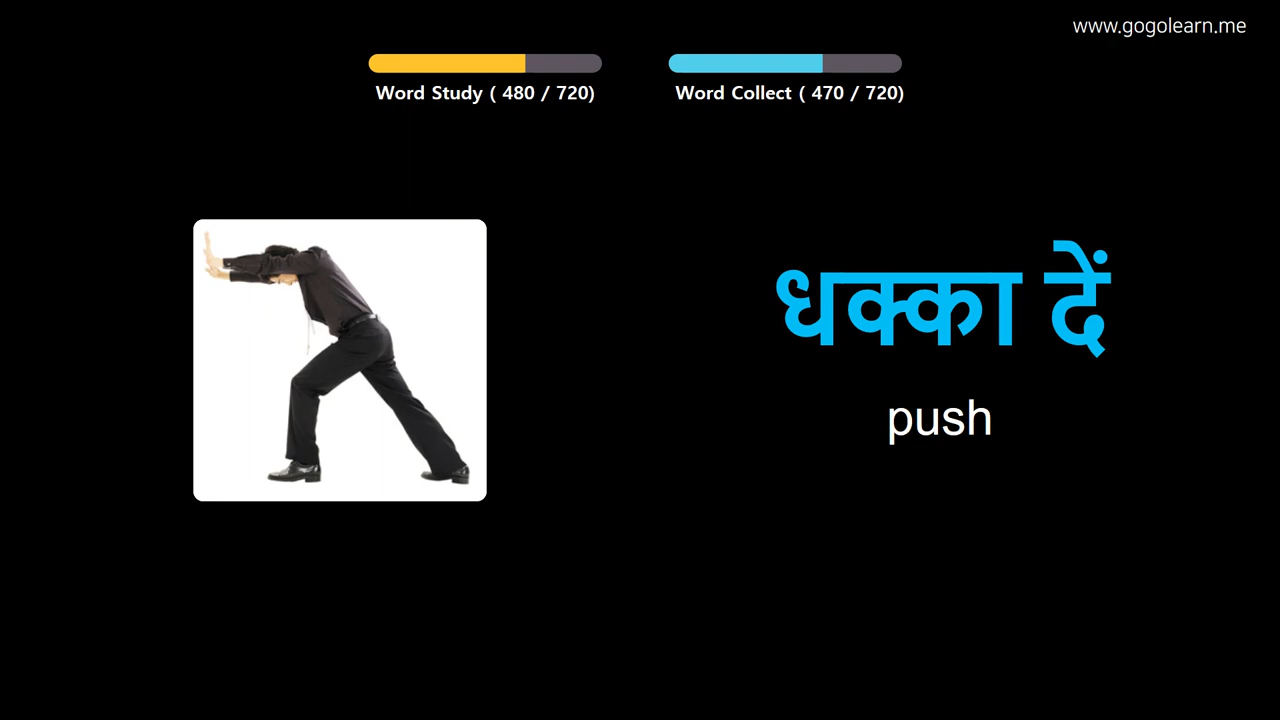 www.gogolearn.me
Word Study ( 480 / 720)
Word Collect ( 470 / 720)
धक्का दें
push